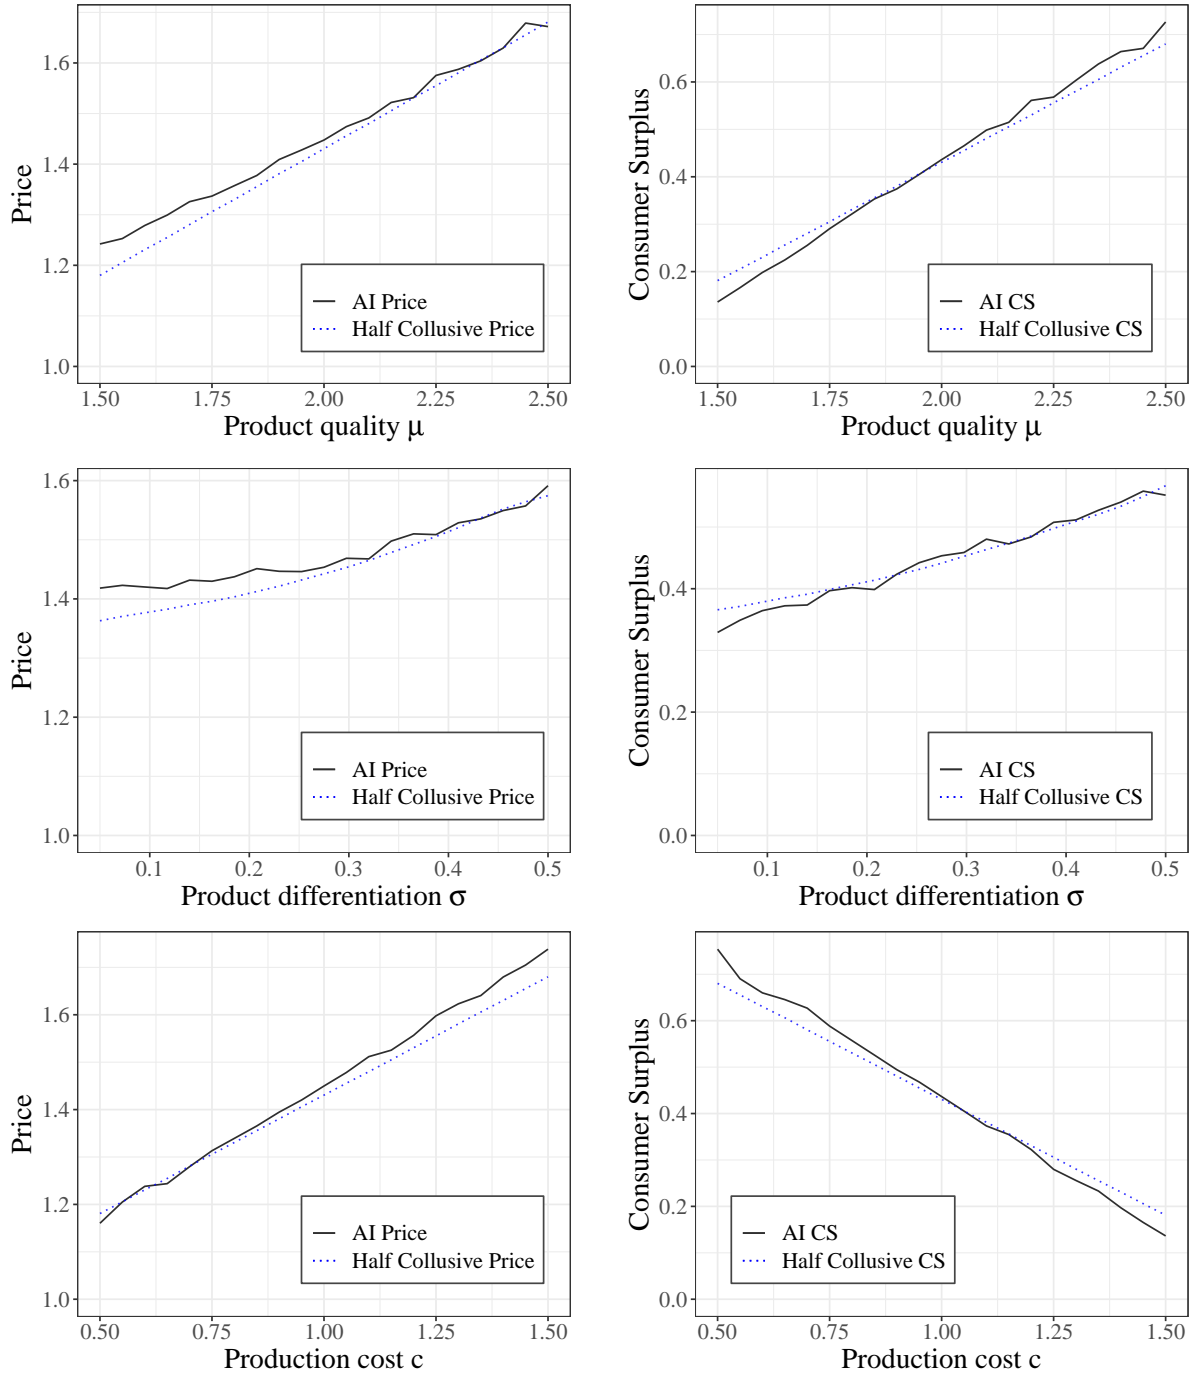 Price
1.6
1.4
1.2
1.0
AI Price
Half Collusive Price
1.50 1.75 2.00 2.25 2.50
Product quality μ
Consumer Surplus
0.6
0.4
0.2
0.0
AI CS
Half Collusive CS
1.50 1.75 2.00 2.25 2.50
Product quality μ
Price
1.6
1.4
1.2
1.0
AI Price
Half Collusive Price
0.1 0.2 0.3 0.4 0.5
Product differentiation σ
Consumer Surplus
0.4
0.2
0.0
AI CS
Half Collusive CS
0.1 0.2 0.3 0.4 0.5
Product differentiation σ
Price
1.6
1.4
1.2
1.0
AI Price
Half Collusive Price
0.50 0.75 1.00 1.25 1.50
Production cost c
Consumer Surplus
0.6
0.4
0.2
0.0
AI CS
Half Collusive CS
0.50 0.75 1.00 1.25 1.50
Production cost c